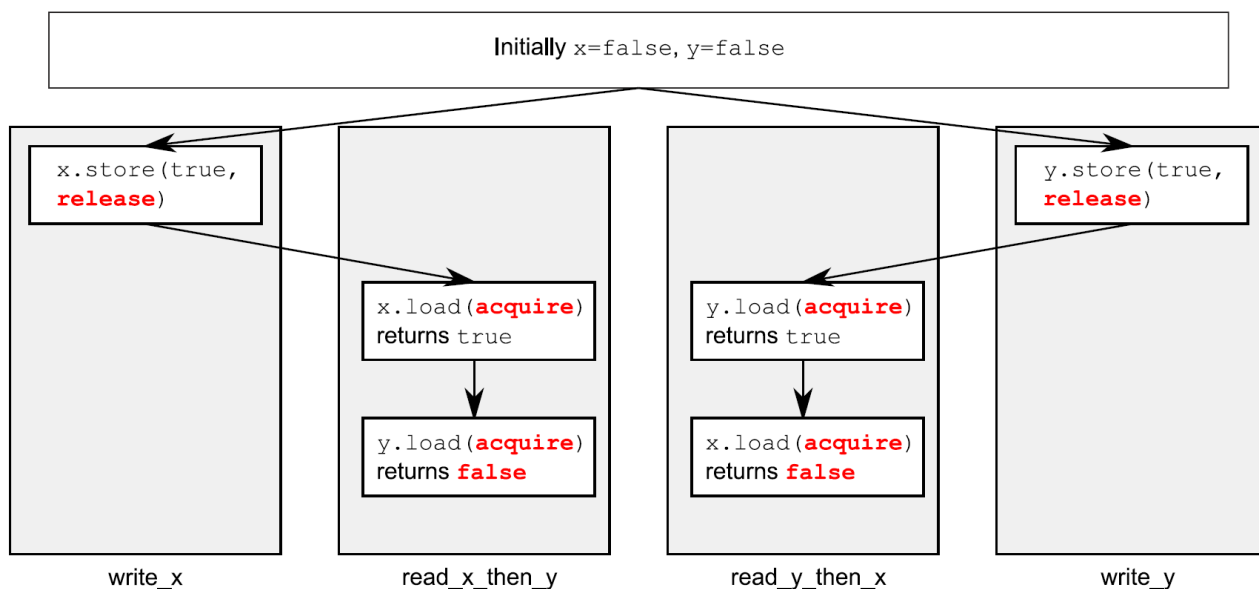 Initially x=false, y=false
x.store(true,
release)
y.store(true,
release)
x.load(acquire)
returns true
y.load(acquire)
returns true
y.load(acquire)
returns false
x.load(acquire)
returns false
write_x
read_x_then_y
read_y_then_x
write_y